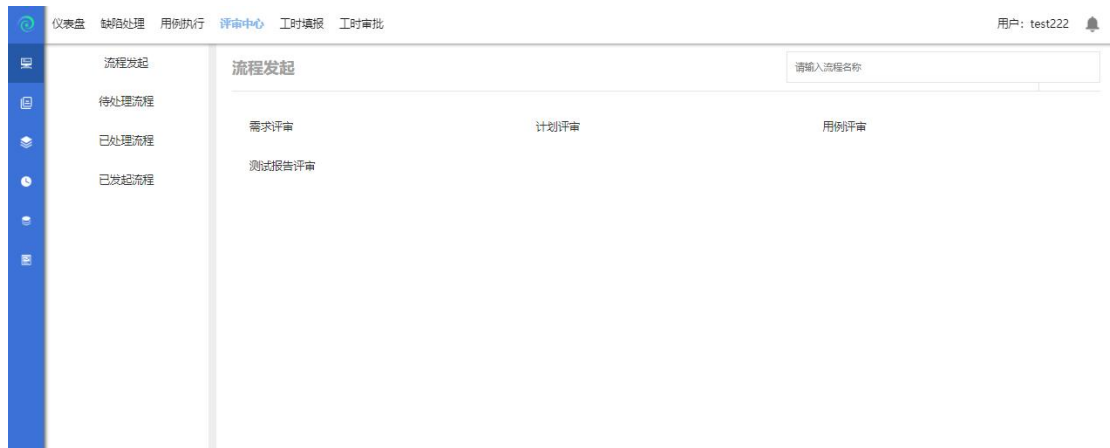 仪表盘 缺陷处理 用例执行 评审中心 工时填报 工时审批 用户：test222
流程发起
待处理流程
已处理流程
已发起流程
流程发起 请输入流程名称
需求评审 计划评审 用例评审
测试报告评审